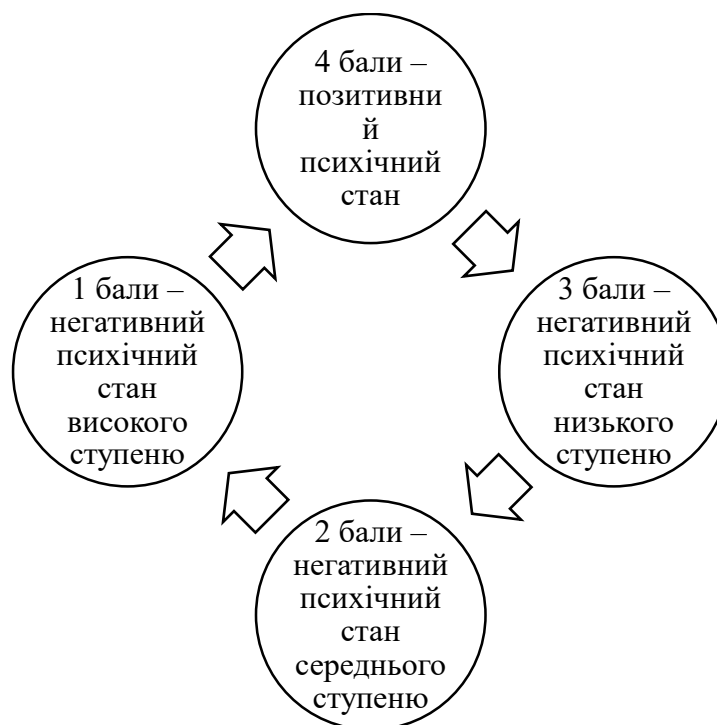 4 бали –
позитивни
й
психічний
стан
1 бали –
негативний
психічний
стан
високого
ступеню
3 бали –
негативний
психічний
стан
низького
ступеню
2 бали –
негативний
психічний
стан
середнього
ступеню